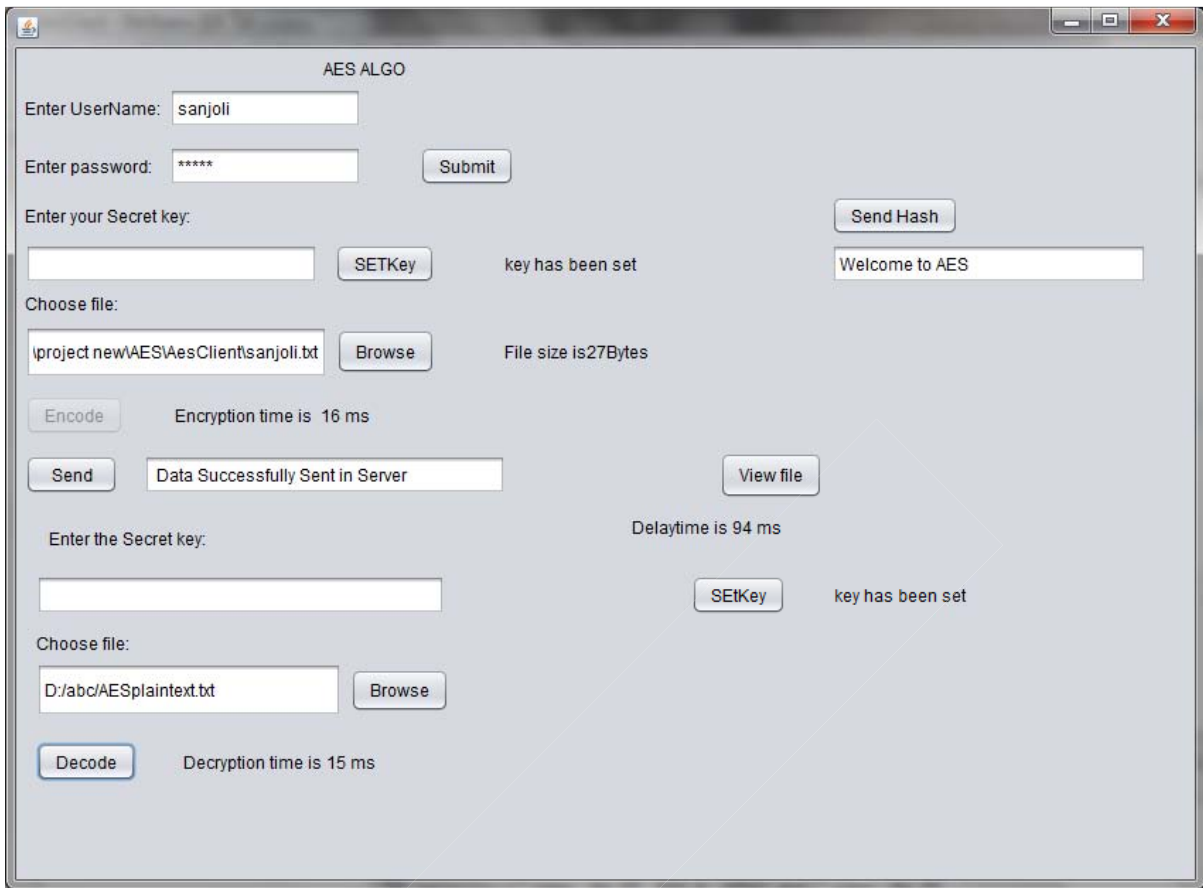 AES ALGO
Enter UserName: sanjoli
Enter password: ***** Submit
Enter your Secret key: Send Hash
SETKey key has been set Welcome to AES
Choose file:
\project new\AES\AesClient\sanjoli.txt Browse File size is27Bytes
Encode Encryption time is 16 ms
Send Data Successfully Sent in Server View file
Delaytime is 94 ms
Enter the Secret key:
SEtKey key has been set
Choose file:
D:/abc/AESplaintext.txt Browse
Decode Decryption time is 15 ms